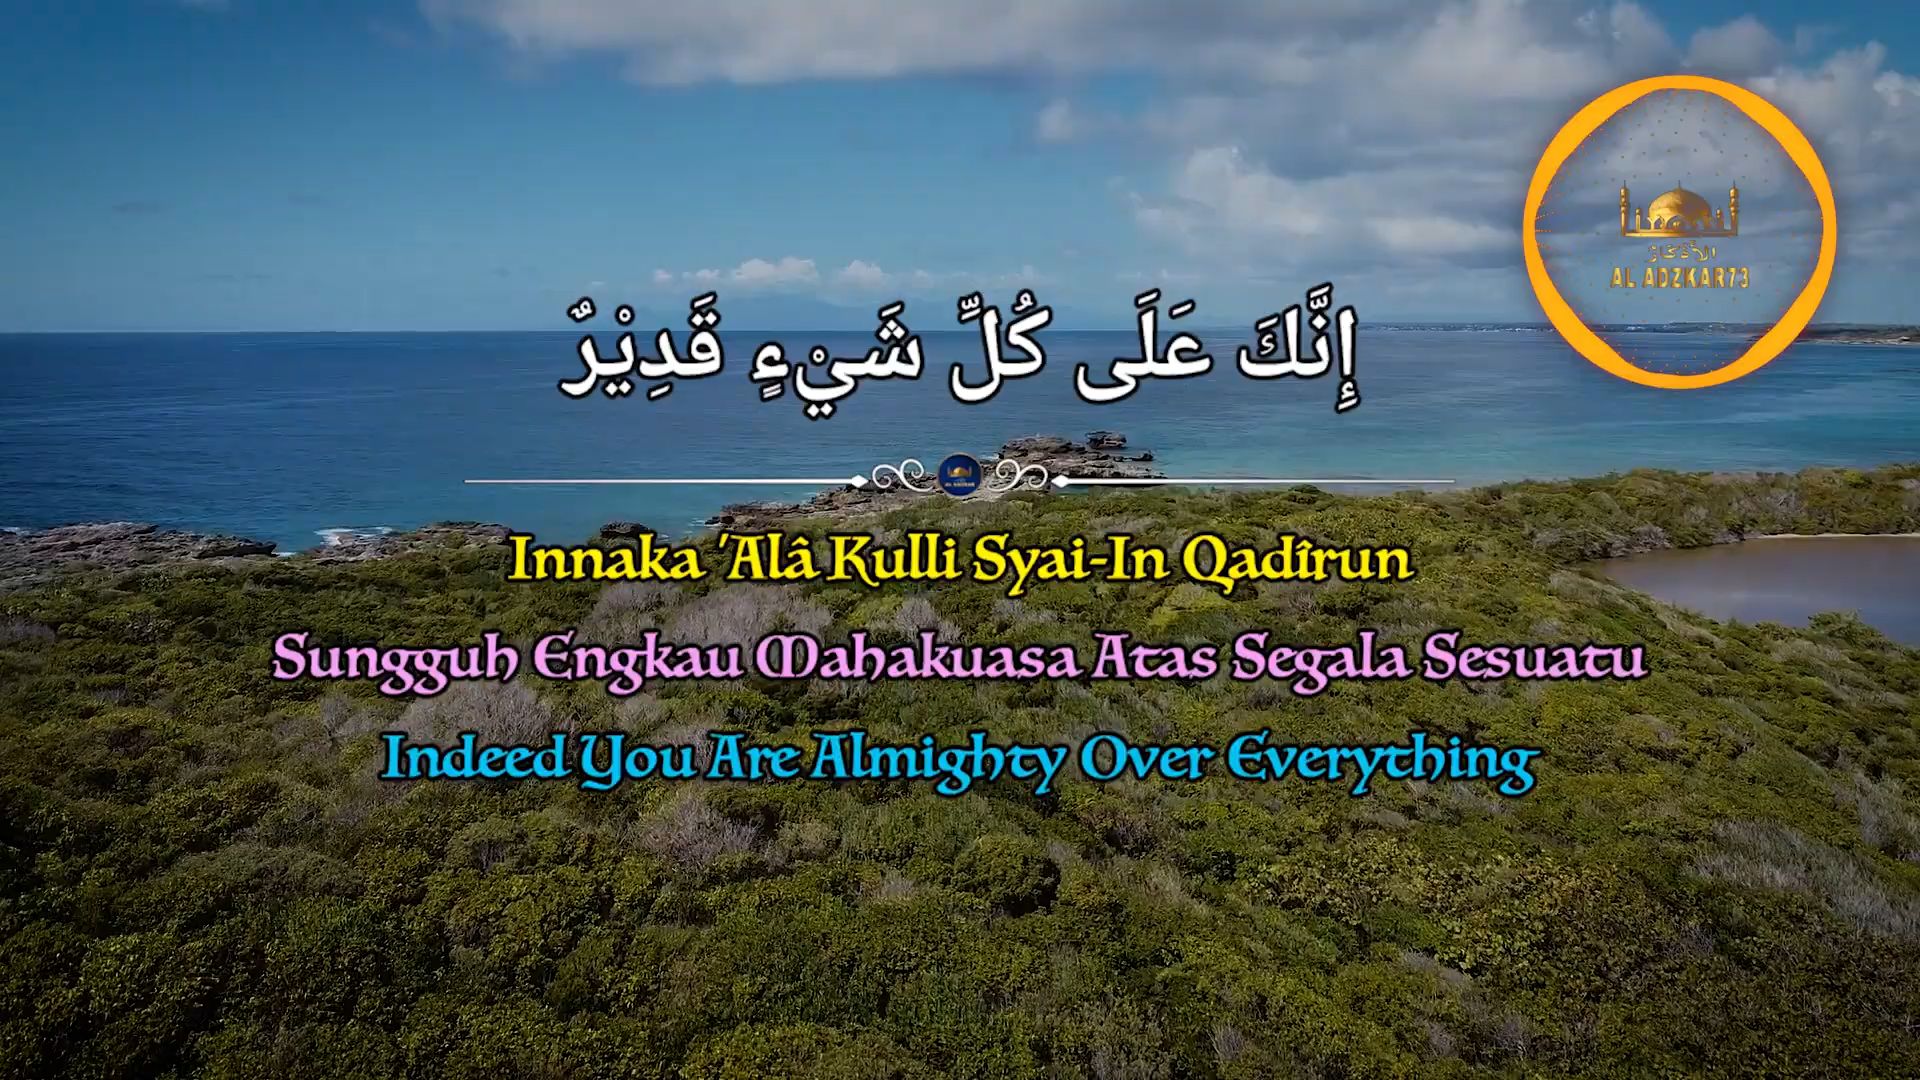 الأذكار
AL ADZKAR73
إِنَّكَ عَلَى كُلِّ شَيْءٍ قَدِيْرٌ
Innaka 'Alâ Kulli Syai-In Qadîrun
Sungguh Engkau Mahakuasa Atas Segala Sesuatu
Indeed You Are Almighty Over Everything